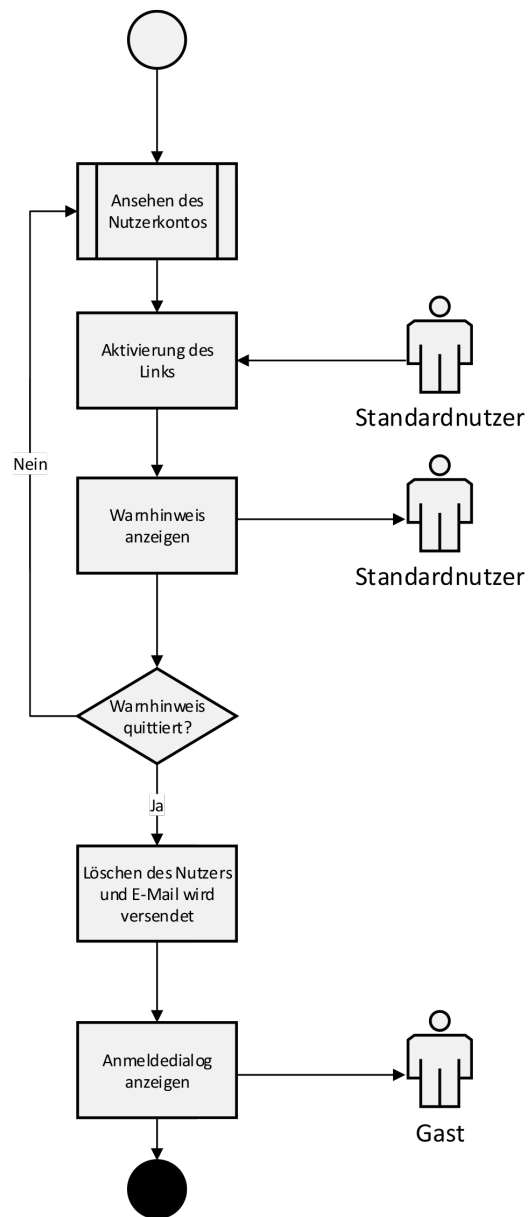 Ansehen des
Nutzerkontos
Aktivierung des
Links
Standardnutzer
Nein
Warnhinweis
anzeigen
Standardnutzer
Warnhinweis
quittiert?
Ja
Löschen des Nutzers
und E-Mail wird
versendet
Anmeldedialog
anzeigen
Gast